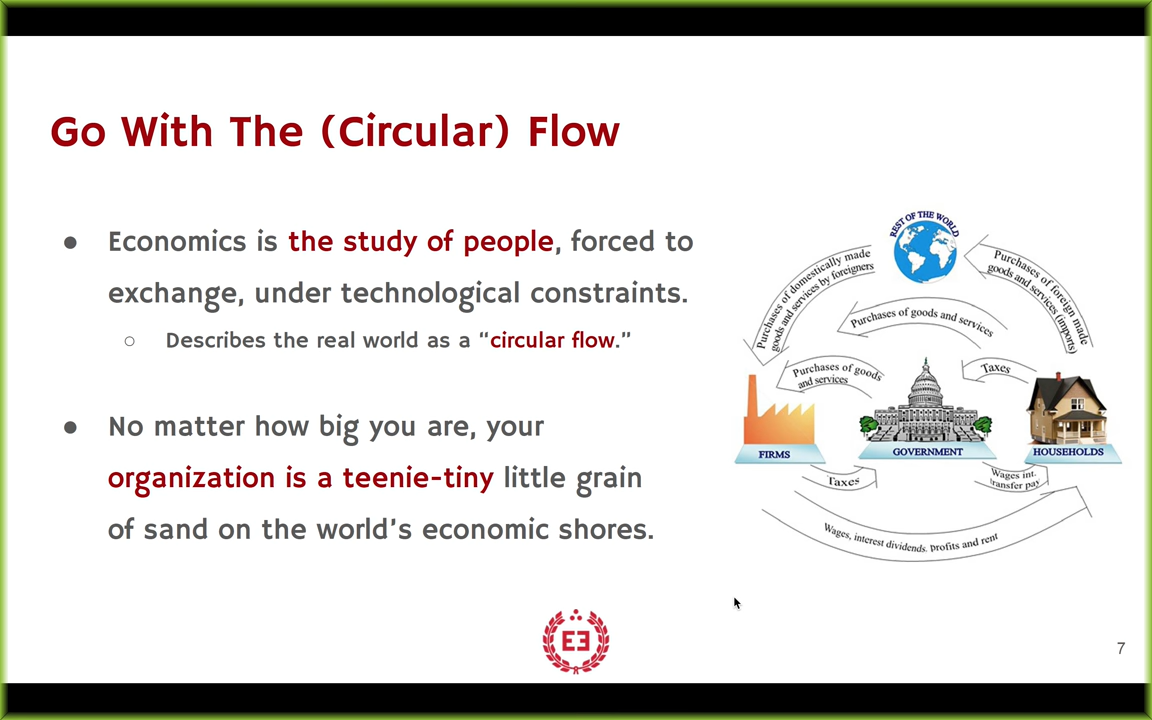 Go With The (Circular) Flow
● Economics is the study of people, forced to
exchange, under technological constraints.
○ Describes the real world as a “circular flow.”
● No matter how big you are, your
organization is a teenie-tiny little grain
of sand on the world’s economic shores.
REST OF THE WORLD
Purchases of domestically made
goods and services by foreigners
Purchases of foreign made
goods and services (imports)
Purchases of goods and services
Purchases of goods
and services
Taxes
FIRMS
GOVERNMENT
HOUSEHOLDS
Taxes
Wages int.
transfer pay
Wages, interest dividends. Profits and rent
EE
7